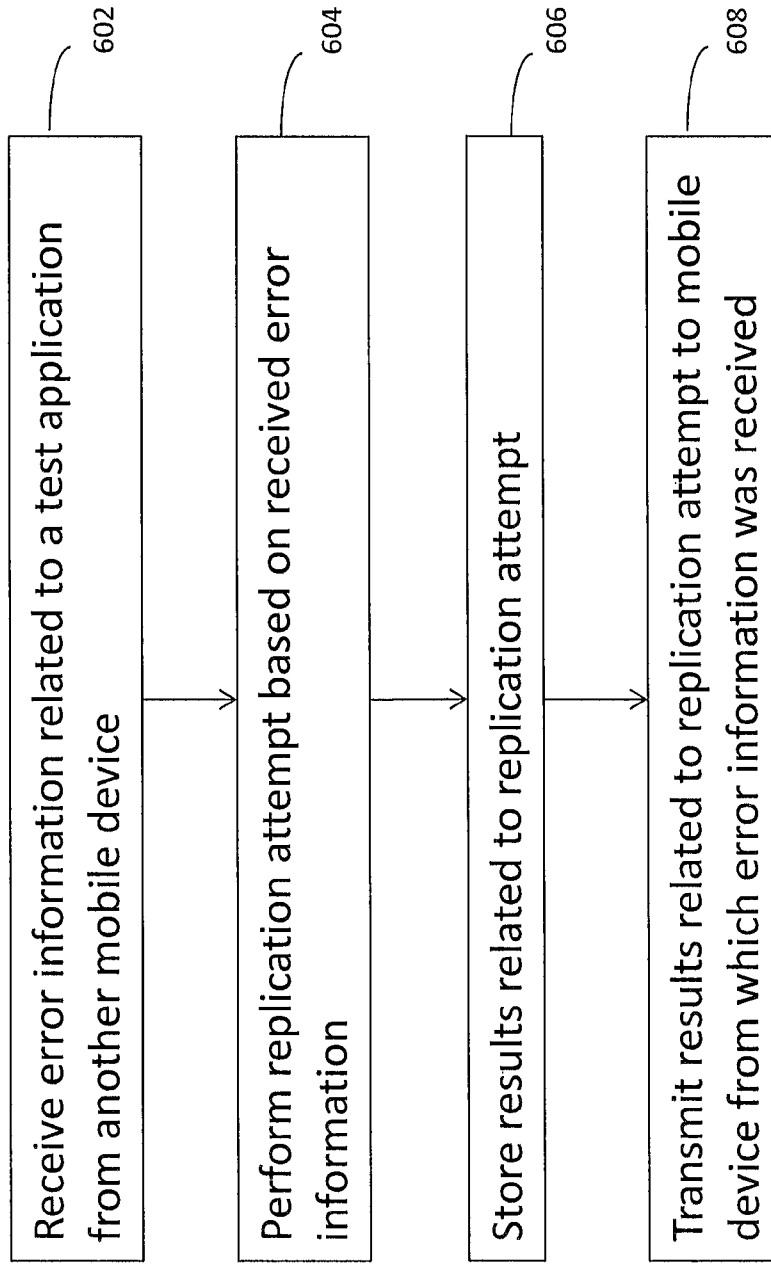 Receive error information related to a test application
from another mobile device
602
Perform replication attempt based on received error
information
604
Store results related to replication attempt
606
Transmit results related to replication attempt to mobile
device from which error information was received
608